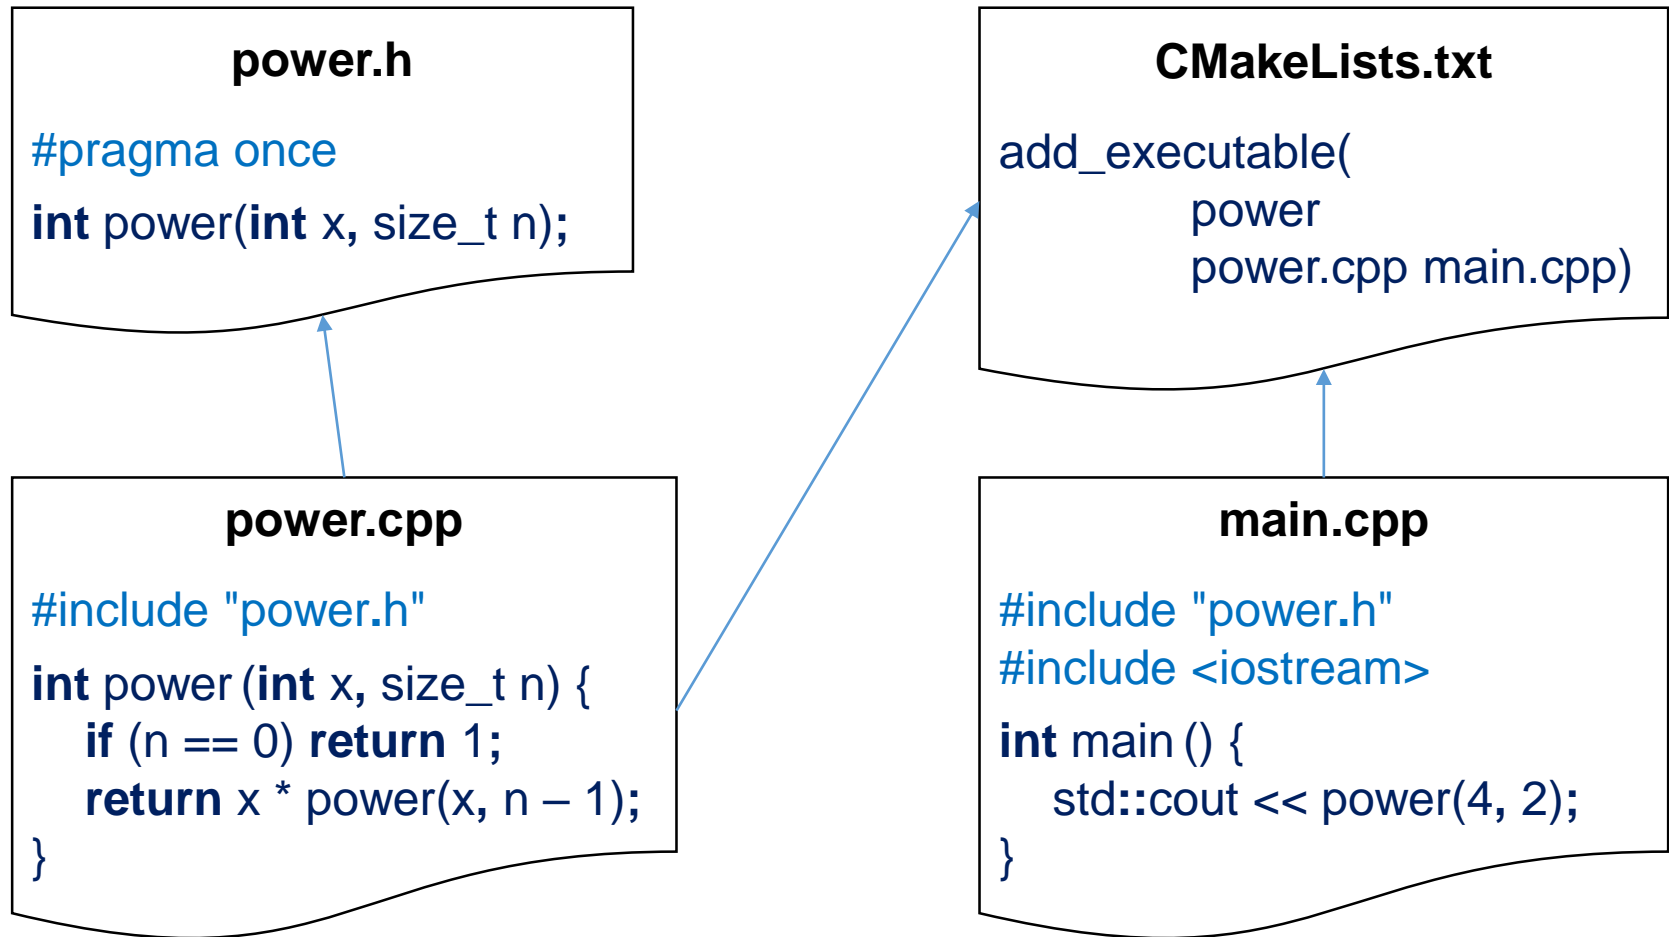 power.h
#pragma once
int power(int x, size_t n);
CMakeLists.txt
add_executable(
power
power.cpp main.cpp)
power.cpp
#include "power.h"
int power (int x, size_t n) {
if (n == 0) return 1;
return x * power(x, n – 1);
}
main.cpp
#include "power.h"
#include <iostream>
int main () {
std::cout << power(4, 2);
}